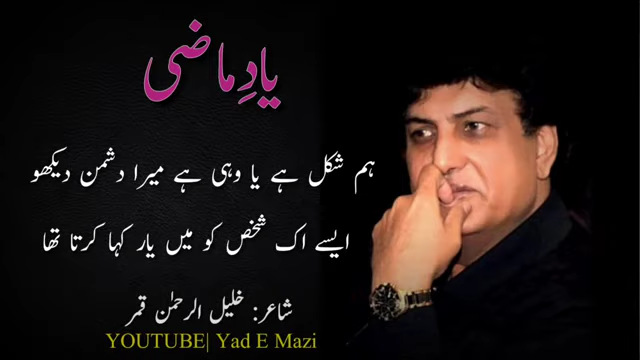 یادِ ماضی
ہم شکل ہے یا وہی ہے میرا دشمن دیکھو
ایسے اک شخص کو میں یار کہا کرتا تھا
شاعر: خلیل الرحمٰن قمر
YOUTUBE| Yad E Mazi